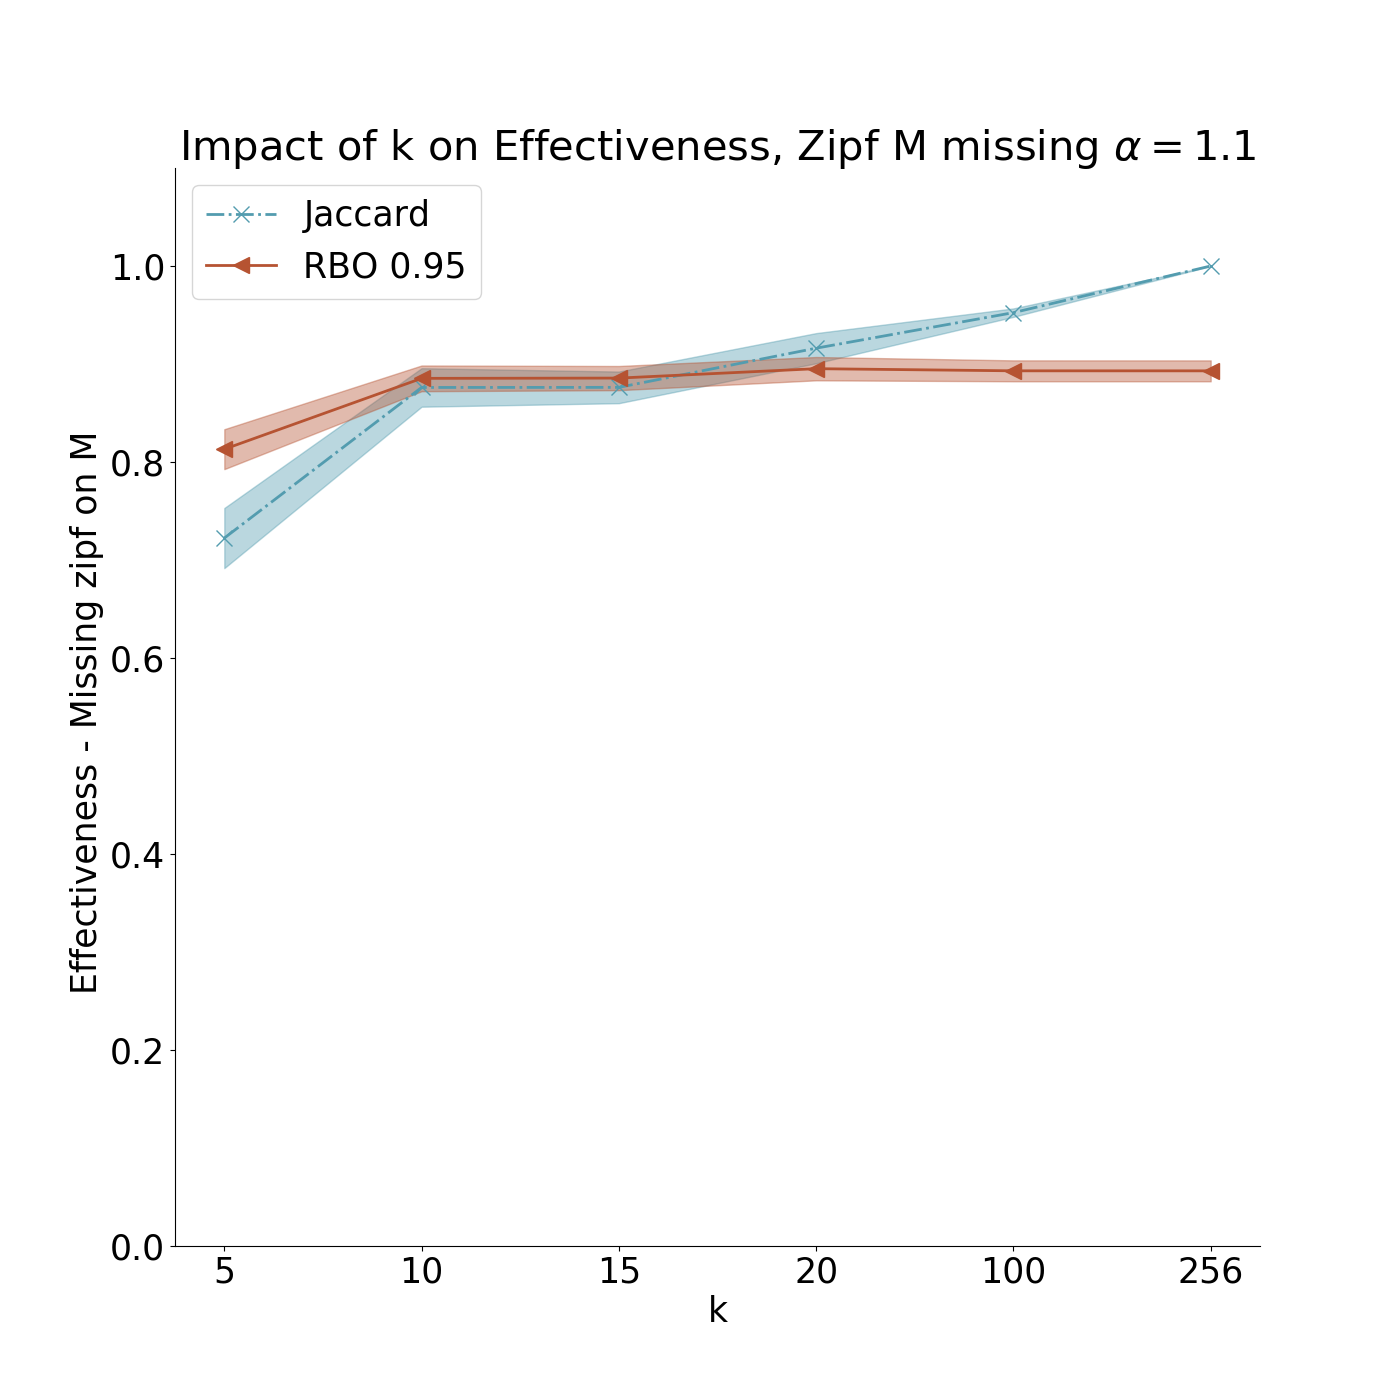 Impact of k on Effectiveness, Zipf M missing α = 1.1
Jaccard
RBO 0.95
Effectiveness - Missing zipf on M
1.0
0.8
0.6
0.4
0.2
0.0
5 10 15 20 100 256
k